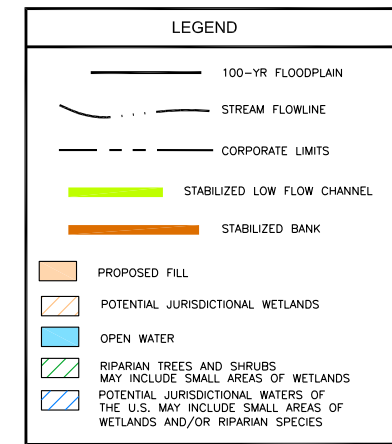 LEGEND
100-YR FLOODPLAIN
STREAM FLOWLINE
CORPORATE LIMITS
STABILIZED LOW FLOW CHANNEL
STABILIZED BANK
PROPOSED FILL
POTENTIAL JURISDICTIONAL WETLANDS
OPEN WATER
RIPARIAN TREES AND SHRUBS
MAY INCLUDE SMALL AREAS OF WETLANDS
POTENTIAL JURISDICTIONAL WATERS OF
THE U.S. MAY INCLUDE SMALL AREAS OF
WETLANDS AND/OR RIPARIAN SPECIES